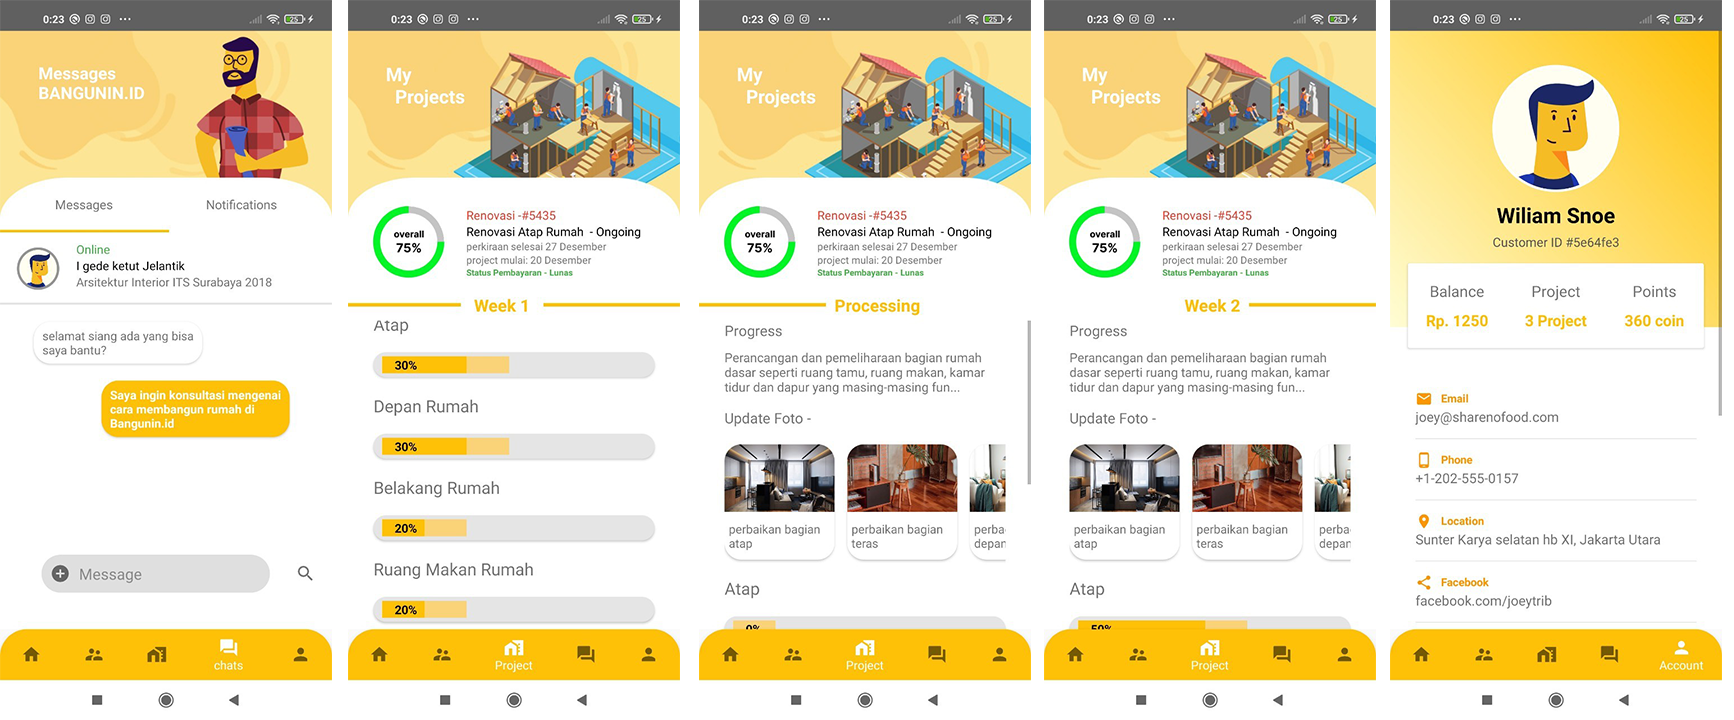 0:23
25
Messages
BANGUNIN.ID
Messages
Notifications
Online
I gede ketut Jelantik
Arsitektur Interior ITS Surabaya 2018
selamat siang ada yang bisa
saya bantu?
Saya ingin konsultasi mengenai
cara membangun rumah di
Bangunin.id
Message
chats
0:23
25
My
Projects
overall
75%
Renovasi -#5435
Renovasi Atap Rumah - Ongoing
perkiraan selesai 27 Desember
project mulai: 20 Desember
Status Pembayaran - Lunas
Week 1
Atap
30%
Depan Rumah
30%
Belakang Rumah
20%
Ruang Makan Rumah
20%
Project
0:23
25
My
Projects
overall
75%
Renovasi -#5435
Renovasi Atap Rumah - Ongoing
perkiraan selesai 27 Desember
project mulai: 20 Desember
Status Pembayaran - Lunas
Processing
Progress
Perancangan dan pemeliharaan bagian rumah
dasar seperti ruang tamu, ruang makan, kamar
tidur dan dapur yang masing-masing fun...
Update Foto -
perbaikan bagian
atap
perbaikan bagian
teras
perba
depan
Atap
0%
Project
0:23
25
My
Projects
overall
75%
Renovasi -#5435
Renovasi Atap Rumah - Ongoing
perkiraan selesai 27 Desember
project mulai: 20 Desember
Status Pembayaran - Lunas
Week 2
Progress
Perancangan dan pemeliharaan bagian rumah
dasar seperti ruang tamu, ruang makan, kamar
tidur dan dapur yang masing-masing fun...
Update Foto -
perbaikan bagian
atap
perbaikan bagian
teras
perba
depan
Atap
50%
Project
0:23
25
Wiliam Snoe
Customer ID #5e64fe3
Balance
Project
Points
Rp. 1250
3 Project
360 coin
Email
joey@sharenofood.com
Phone
+1-202-555-0157
Location
Sunter Karya selatan hb XI, Jakarta Utara
Facebook
facebook.com/joeytrib
Account